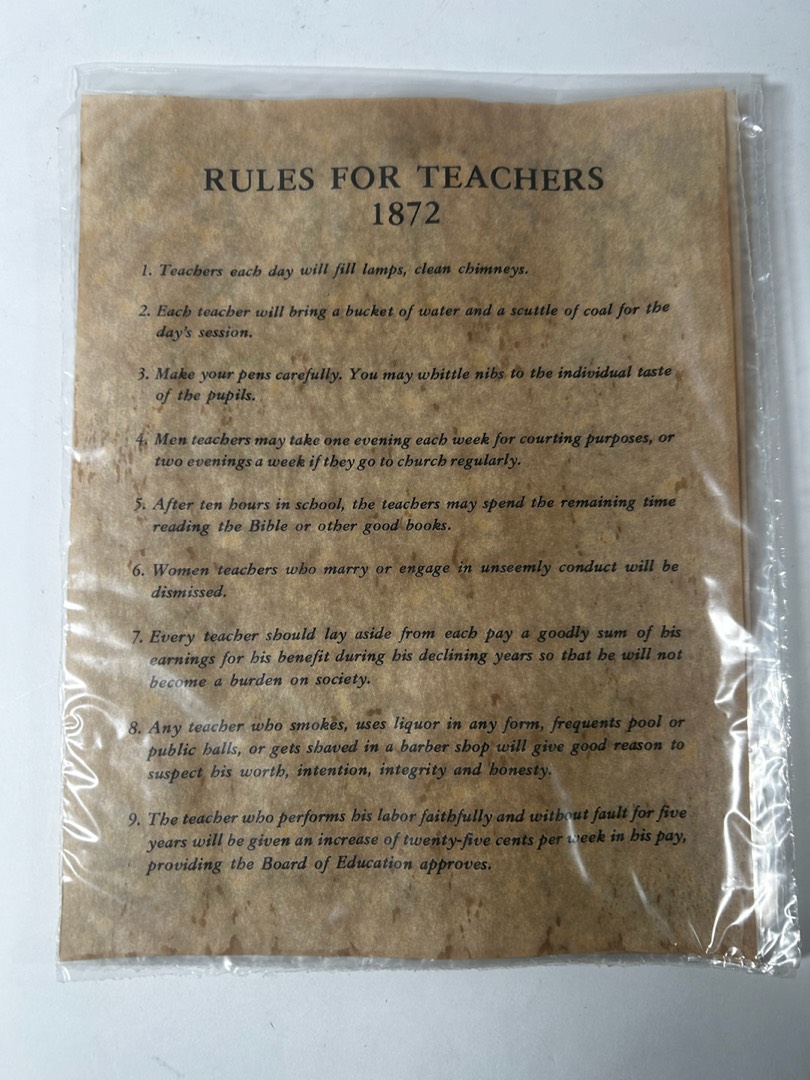 RULES FOR TEACHERS
1872
1. Teachers each day will fill lamps, clean chimneys.
2. Each teacher will bring a bucket of water and a scuttle of coal for the
day's session.
3. Make your pens carefully. You may whittle nibs to the individual taste
of the pupils.
4. Men teachers may take one evening each week for courting purposes, or
two evenings a week if they go to church regularly.
5. After ten hours in school, the teachers may spend the remaining time
reading the Bible or other good books.
6. Women teachers who marry or engage in unseemly conduct will be
dismissed.
7. Every teacher should lay aside from each pay a goodly sum of his
earnings for his benefit during his declining years so that he will not
become a burden on society.
8. Any teacher who smokes, uses liquor in any form, frequents pool or
public halls, or gets shaved in a barber shop will give good reason to
suspect his worth, intention, integrity and honesty.
9. The teacher who performs his labor faithfully and without fault for five
years will be given an increase of twenty-five cents per week in his pay,
providing the Board of Education approves.